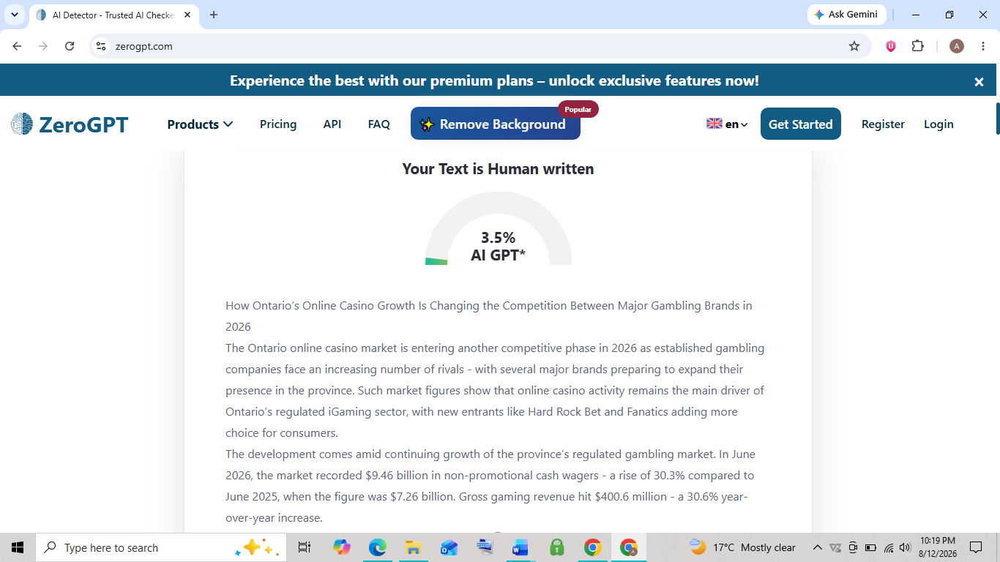 AI Detector - Trusted AI Checke
Ask Gemini
zerogpt.com
A
Experience the best with our premium plans – unlock exclusive features now!
ZeroGPT
Products
Pricing
API
FAQ
Remove Background
Popular
en
Get Started
Register
Login
Your Text is Human written
3.5%
AI GPT*
How Ontario’s Online Casino Growth Is Changing the Competition Between Major Gambling Brands in
2026
The Ontario online casino market is entering another competitive phase in 2026 as established gambling
companies face an increasing number of rivals - with several major brands preparing to expand their
presence in the province. Such market figures show that online casino activity remains the main driver of
Ontario’s regulated iGaming sector, with new entrants like Hard Rock Bet and Fanatics adding more
choice for consumers.
The development comes amid continuing growth of the province’s regulated gambling market. In June
2026, the market recorded $9.46 billion in non-promotional cash wagers - a rise of 30.3% compared to
June 2025, when the figure was $7.26 billion. Gross gaming revenue hit $400.6 million - a 30.6% year-
over-year increase.
Type here to search
17°C Mostly clear
10:19 PM
8/12/2026